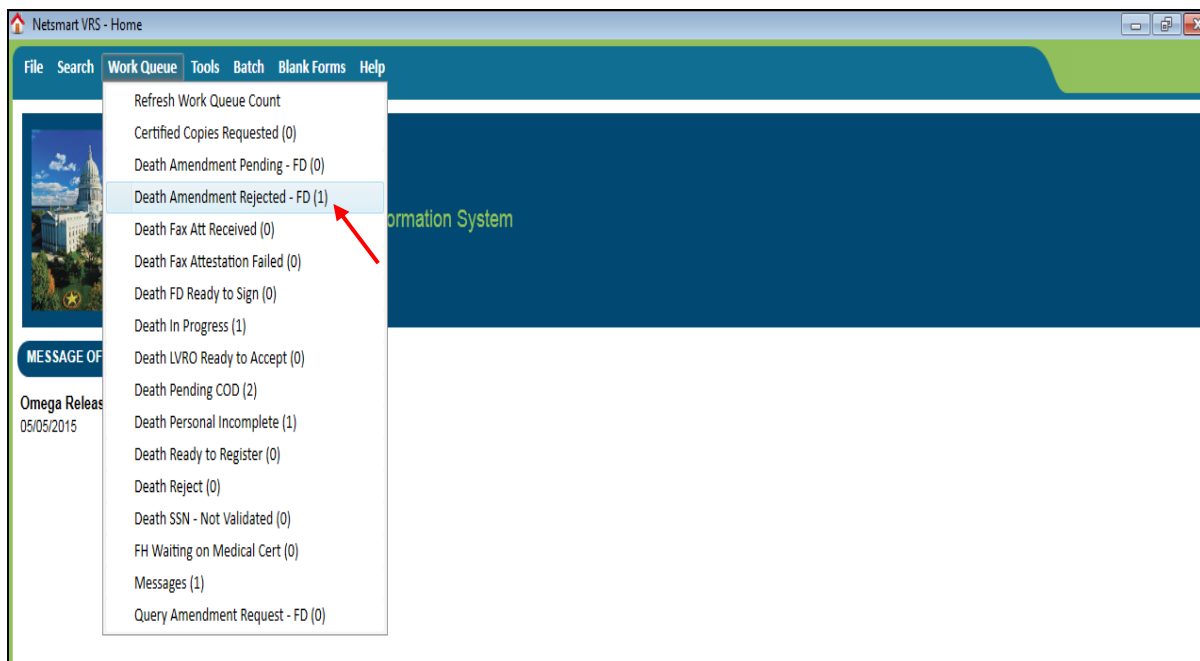 Netsmart VRS - Home
File Search Work Queue Tools Batch Blank Forms Help
Refresh Work Queue Count
Certified Copies Requested (0)
Death Amendment Pending - FD (0)
Death Amendment Rejected - FD (1)
ormation System
Death Fax Att Received (0)
Death Fax Attestation Failed (0)
Death FD Ready to Sign (0)
Death In Progress (1)
MESSAGE OF
Death LVRO Ready to Accept (0)
Death Pending COD (2)
Omega Releas
05/05/2015
Death Personal Incomplete (1)
Death Ready to Register (0)
Death Reject (0)
Death SSN - Not Validated (0)
FH Waiting on Medical Cert (0)
Messages (1)
Query Amendment Request - FD (0)